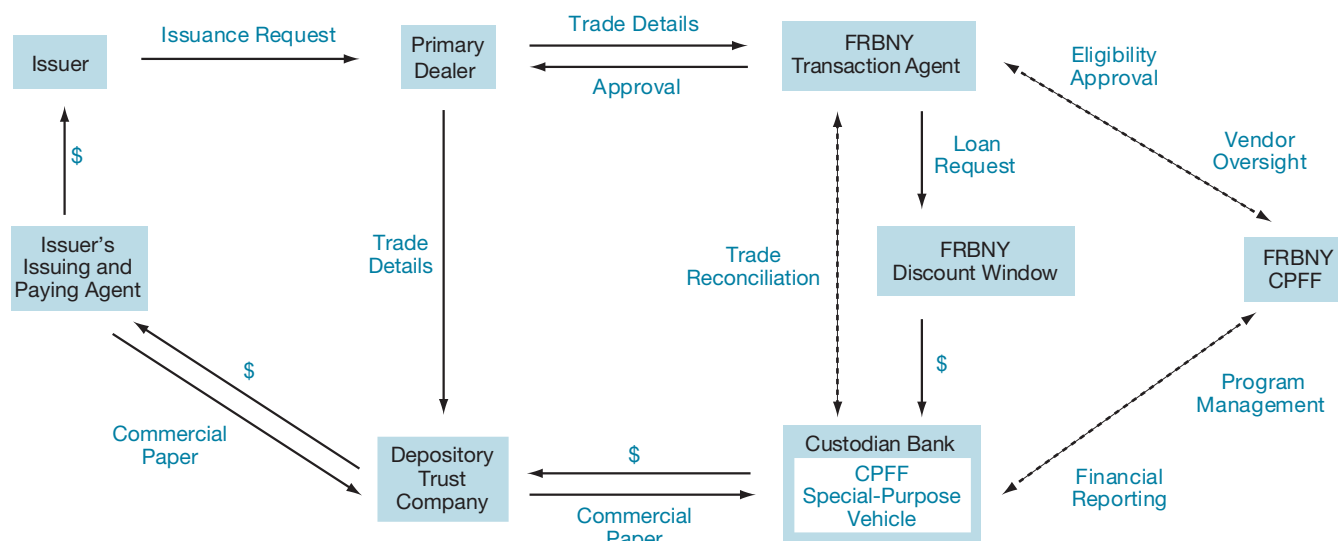 Issuer
Issuance Request
Primary
Dealer
Trade Details
Approval
FRBNY
Transaction Agent
Eligibility
Approval
$
Loan
Request
Vendor
Oversight
Issuer's
Issuing and
Paying Agent
Trade
Details
Trade
Reconciliation
FRBNY
Discount Window
FRBNY
CPFF
$
$
Program
Management
Commercial
Paper
Depository
Trust
Company
$
Commercial
Paper
Custodian Bank
CPFF
Special-Purpose
Vehicle
Financial
Reporting